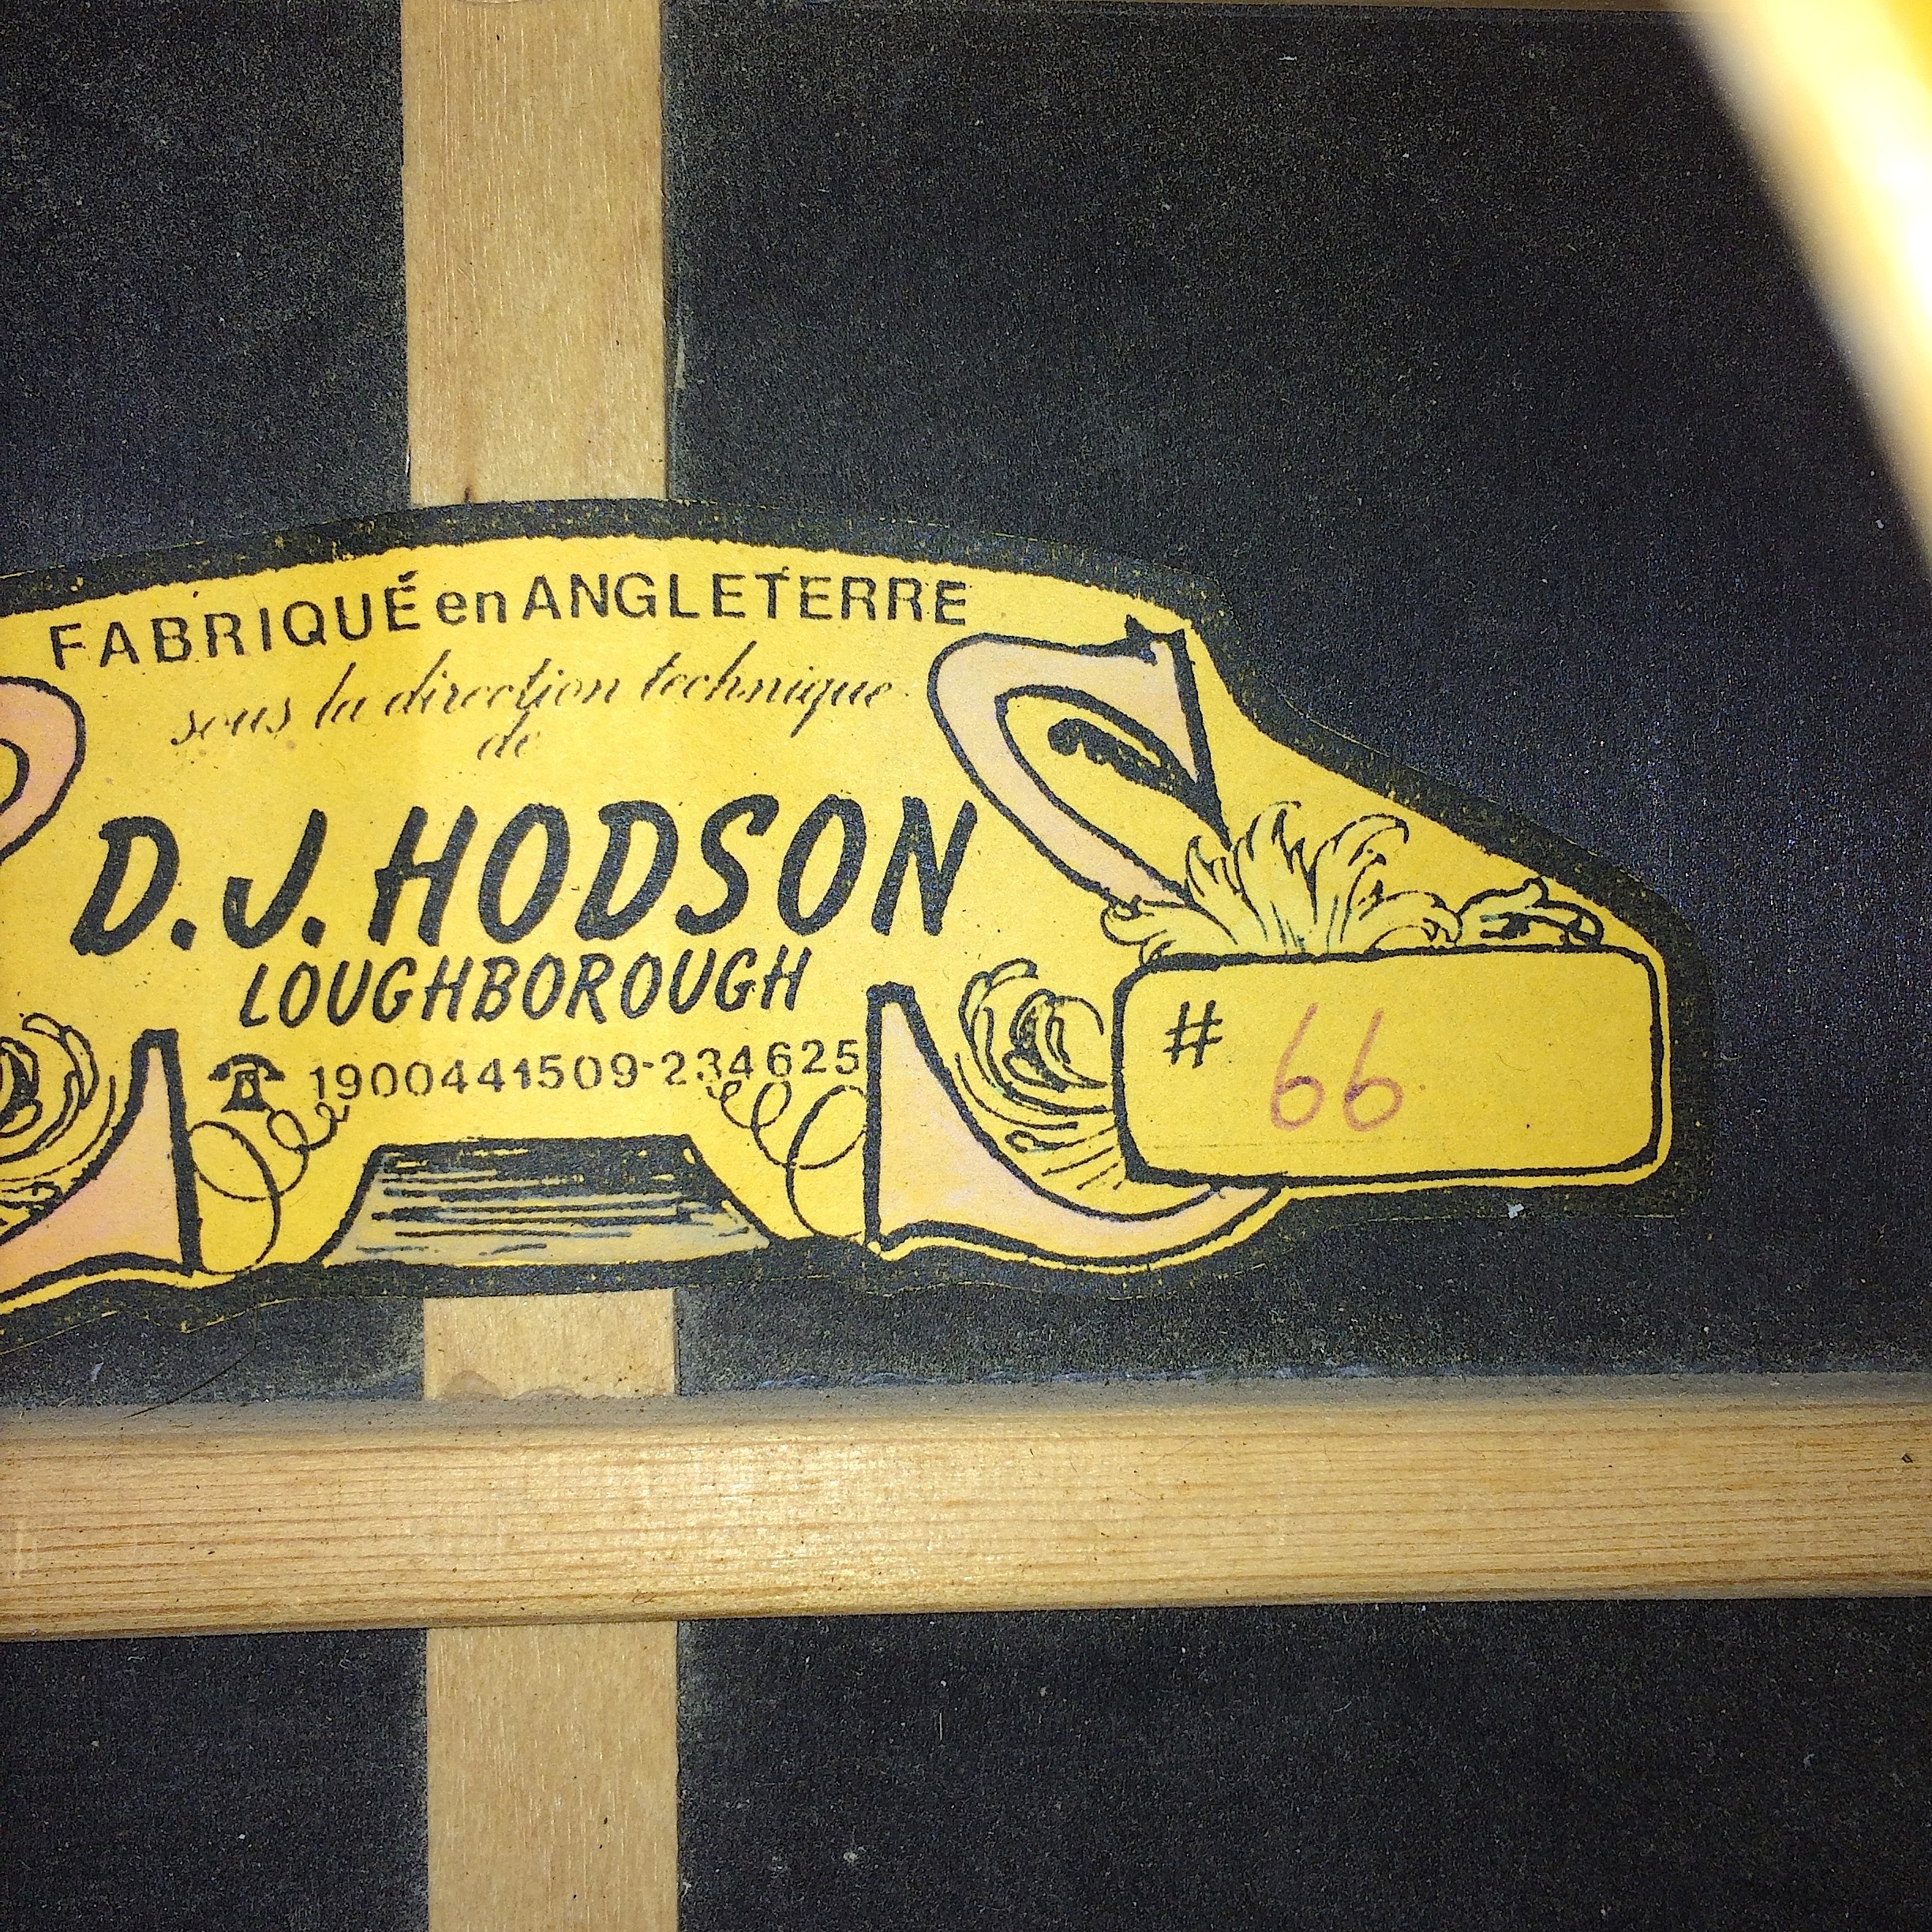 FABRIQUÉ en ANGLETERRE
sous la direction technique
de
D.J. HODSON
LOUGHBOROUGH
☎ 1900441509-234625
# 66